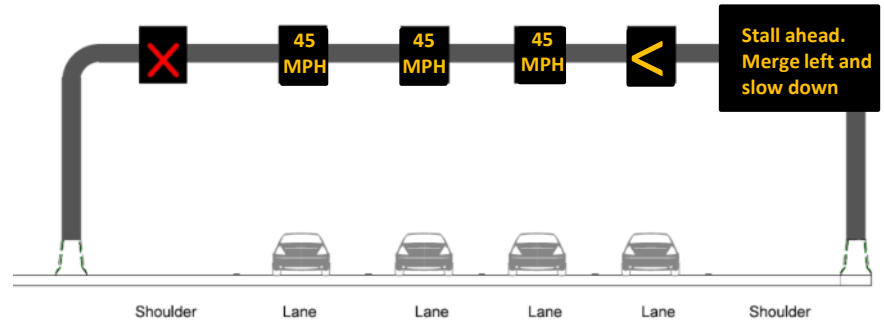 45
MPH
45
MPH
45
MPH
<
Stall ahead.
Merge left and
slow down
Shoulder
Lane
Lane
Lane
Lane
Shoulder